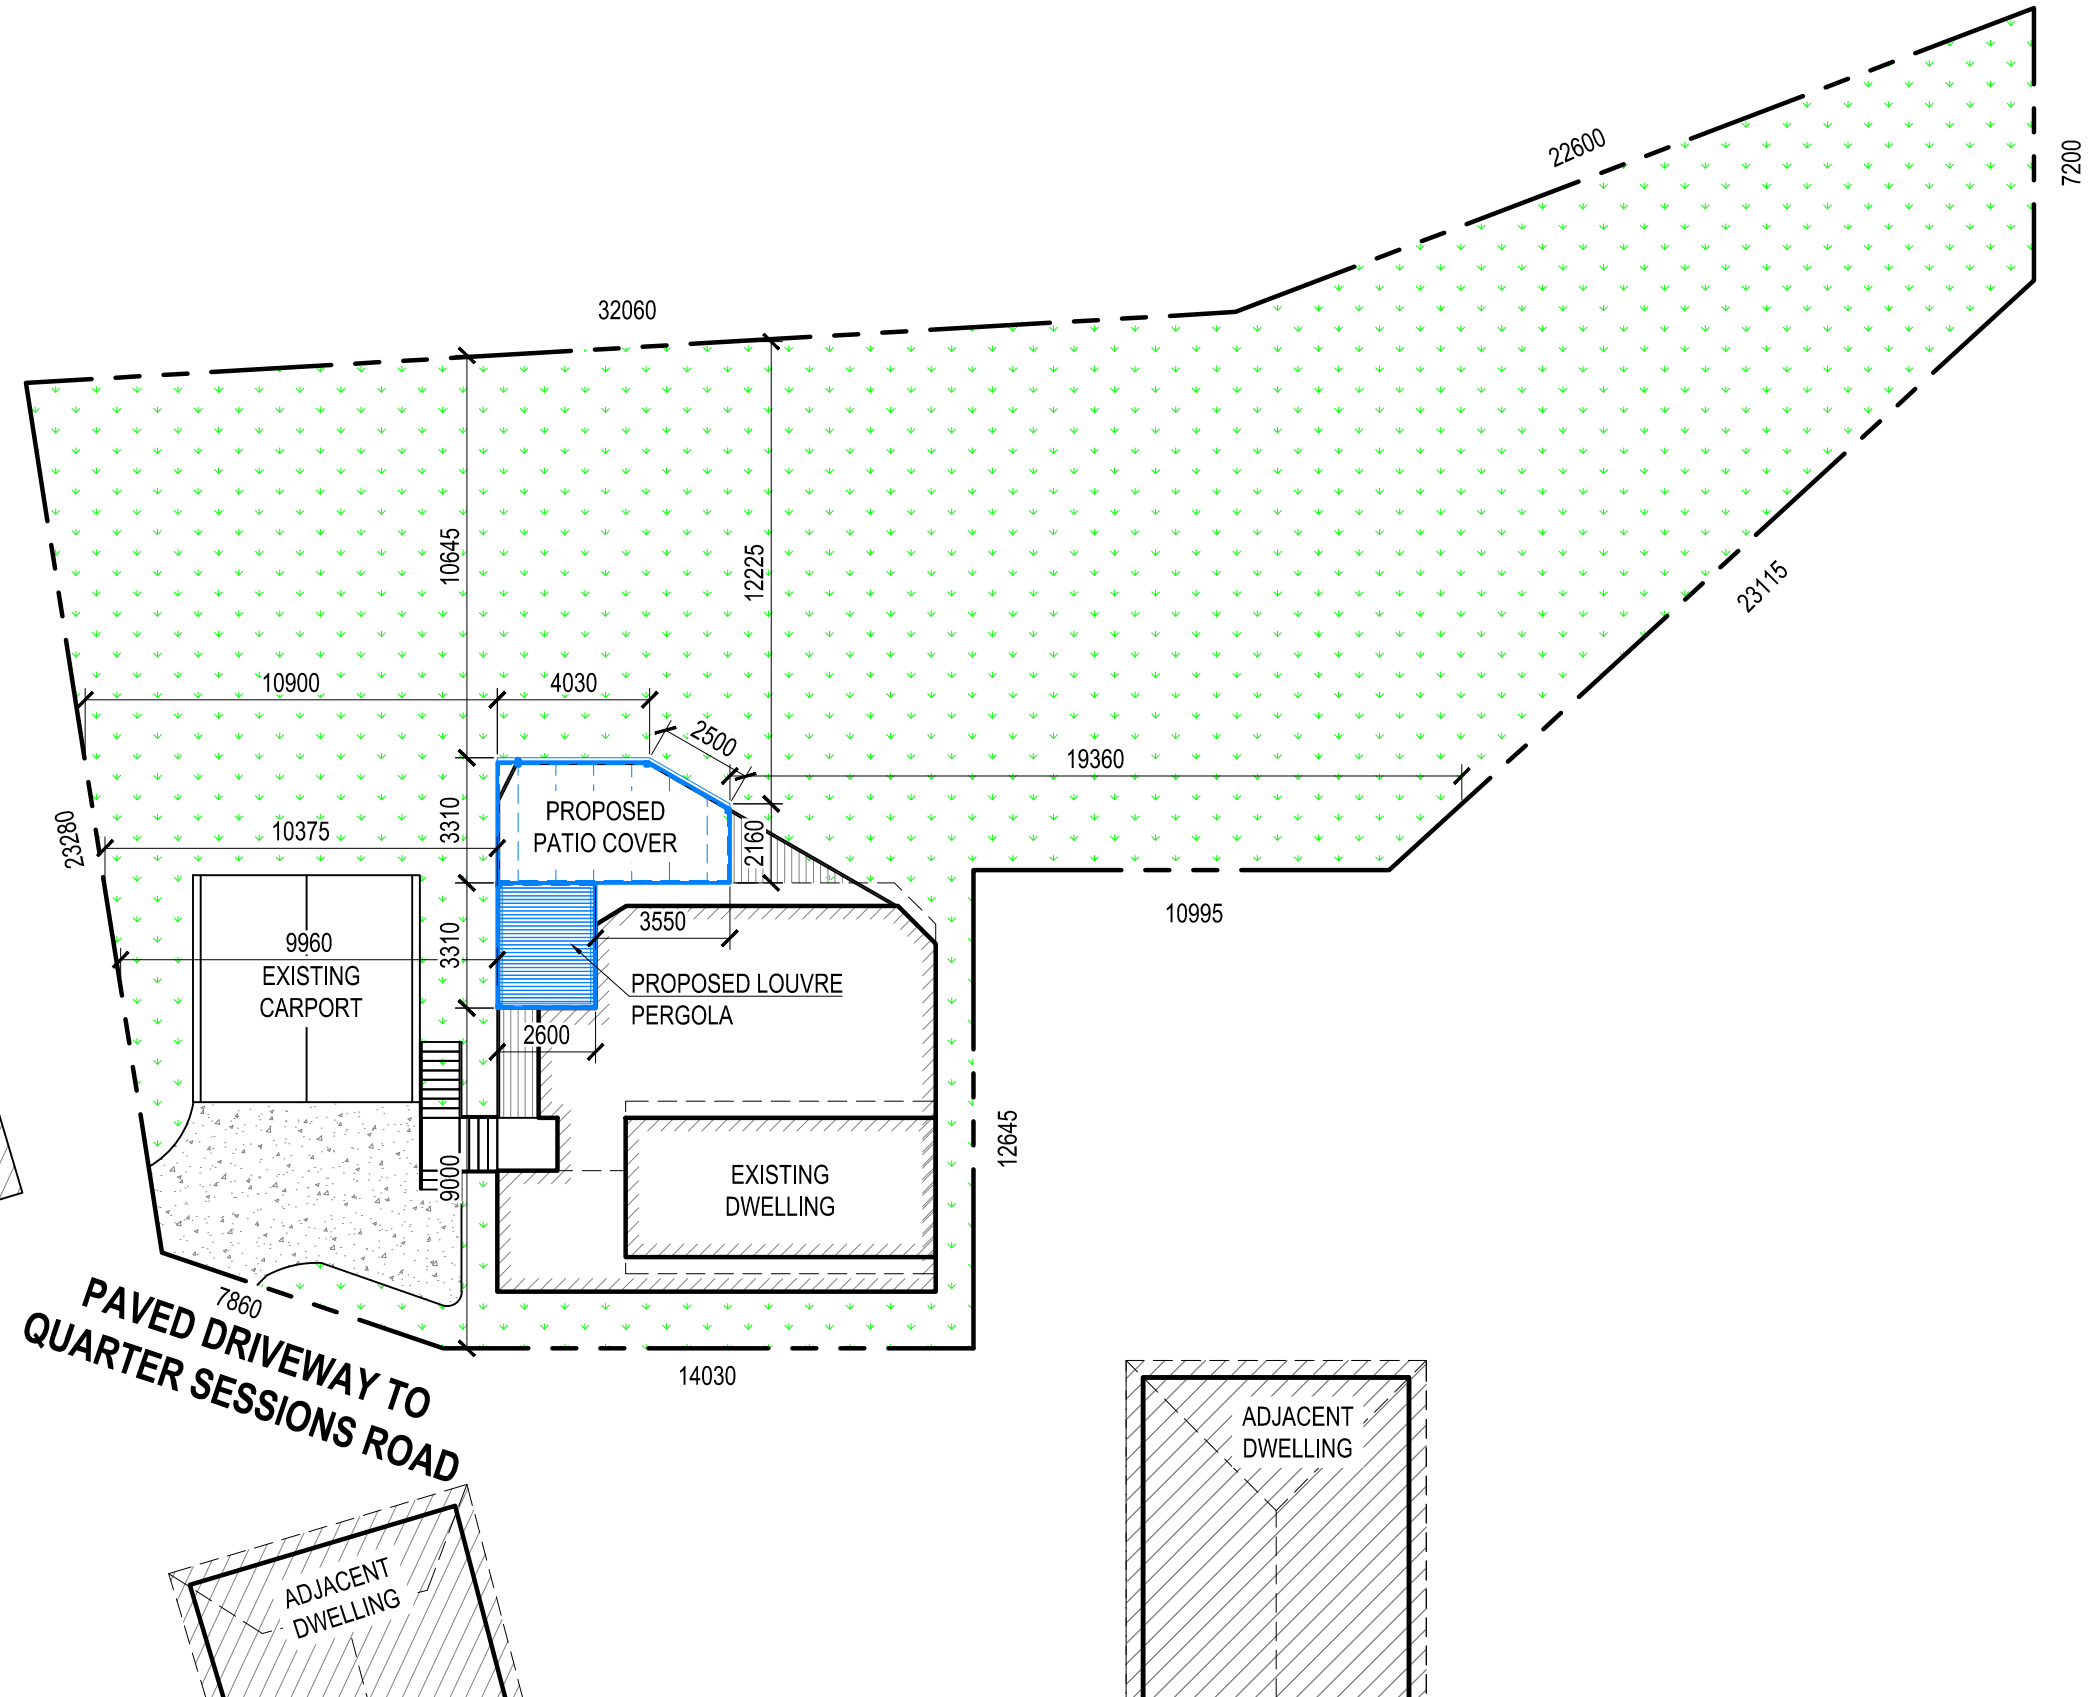 22600
7200
32060
10645
12225
23115
10900
4030
2500
19360
PROPOSED
PATIO COVER
3310
2160
23280
10375
10995
3310
3550
9960
EXISTING
CARPORT
PROPOSED LOUVRE
PERGOLA
2600
12645
9000
EXISTING
DWELLING
7860
14030
PAVED DRIVEWAY TO
QUARTER SESSIONS ROAD
ADJACENT
DWELLING
ADJACENT
DWELLING